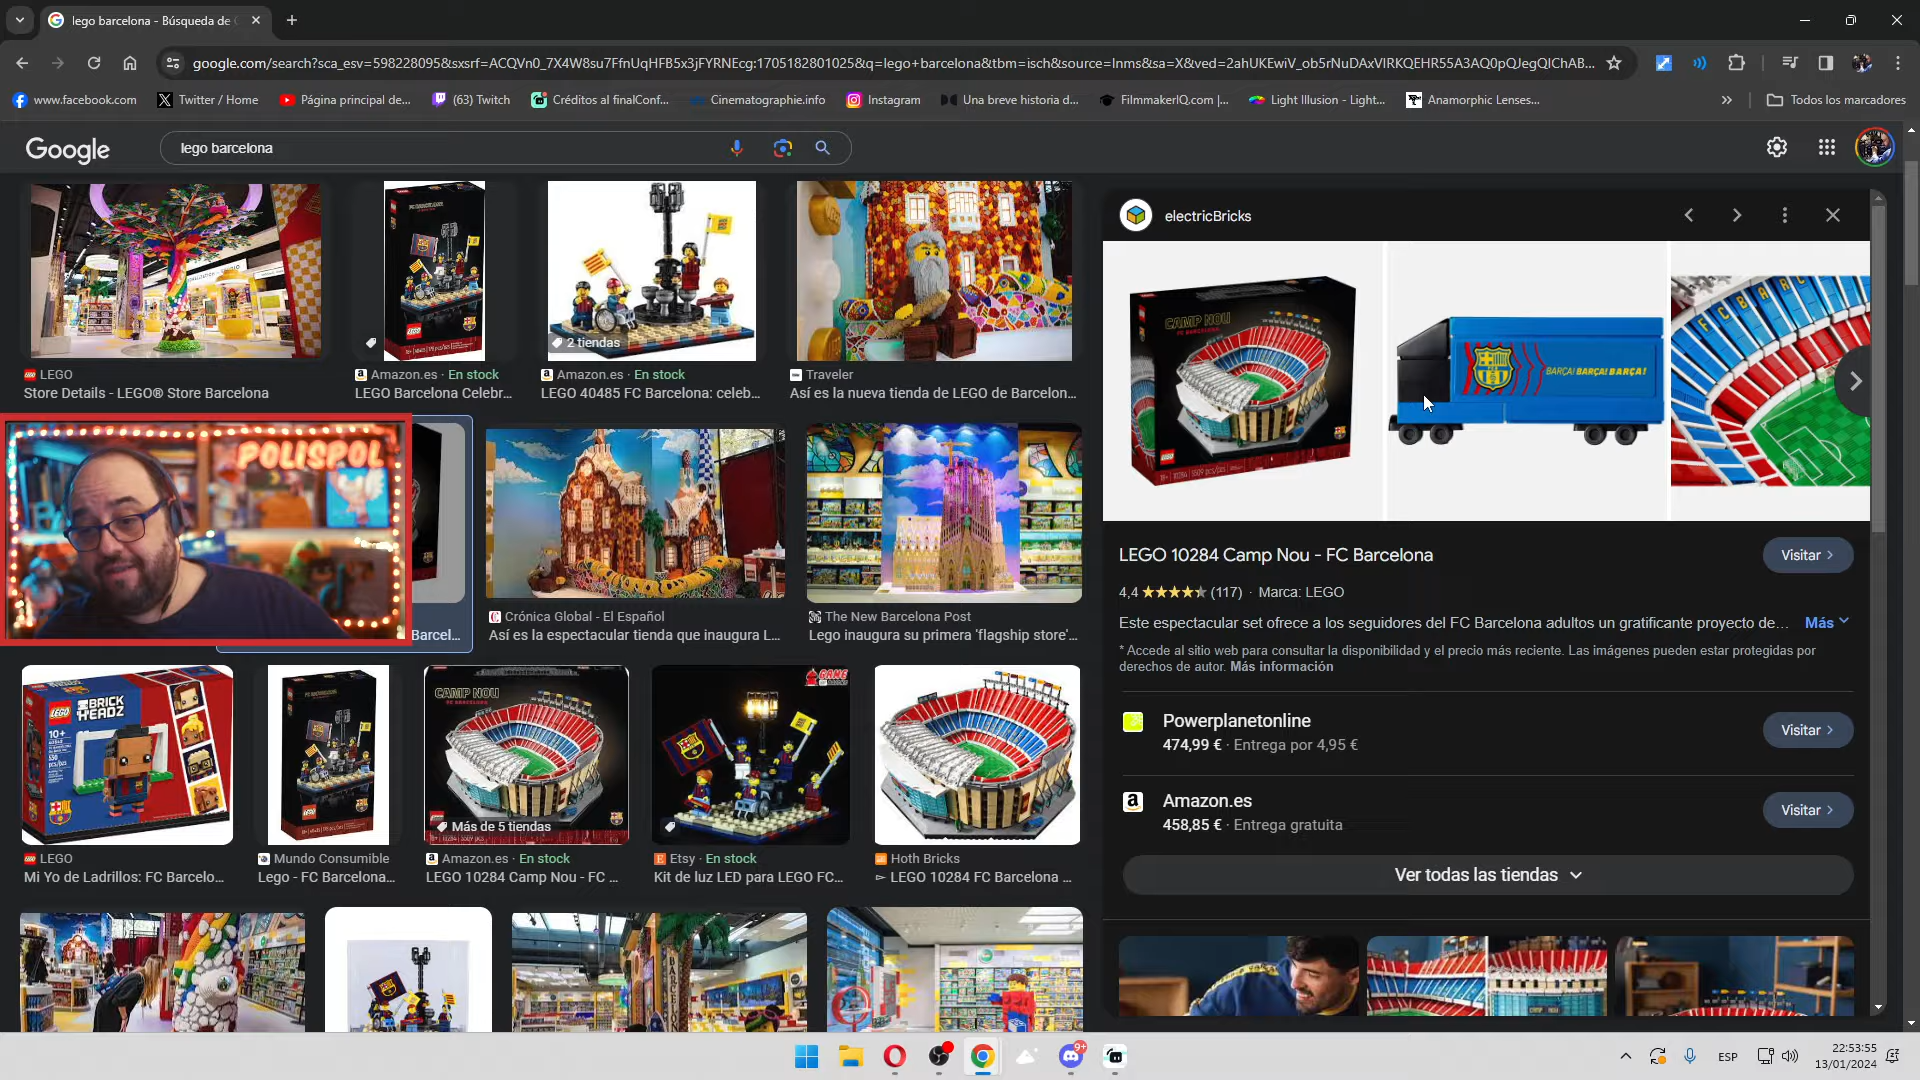 lego barcelona - Búsqueda de
google.com/search?sca_esv=598228095&sxsrf=ACQVn0_7X4W8su7FfnUqHFB5x3jFYRNEcg:1705182801025&q=lego+barcelona&tbm=isch&source=lnms&sa=X&ved=2ahUKEwiV_ob5rNuDAxVIRKQEHR55A3AQ0pQJegQIChAB...
www.facebook.com
Twitter / Home
Página principal de...
(63) Twitch
Créditos al finalConf...
Cinematographie.info
Instagram
Una breve historia d...
FilmmakerIQ.com |...
Light Illusion - Light...
Anamorphic Lenses...
Todos los marcadores
Google
lego barcelona
LEGO
Store Details - LEGO® Store Barcelona
Amazon.es · En stock
LEGO Barcelona Celebr...
2 tiendas
Amazon.es · En stock
LEGO 40485 FC Barcelona: celeb...
Traveler
Así es la nueva tienda de LEGO de Barcelon...
POLISPOL
Barcel...
Crónica Global - El Español
Así es la espectacular tienda que inaugura L...
The New Barcelona Post
Lego inaugura su primera 'flagship store'...
BRICK
HEADZ
10+
LEGO
Mi Yo de Ladrillos: FC Barcelo...
Mundo Consumible
Lego - FC Barcelona...
CAMP NOU
FC BARCELONA
Más de 5 tiendas
Amazon.es · En stock
LEGO 10284 Camp Nou - FC ...
Etsy · En stock
Kit de luz LED para LEGO FC...
Hoth Bricks
▻ LEGO 10284 FC Barcelona ...
electricBricks
CAMP NOU
FC BARCELONA
BARÇA! BARÇA! BARÇA!
LEGO 10284 Camp Nou - FC Barcelona
Visitar
4,4 ★★★★★ (117) · Marca: LEGO
Este espectacular set ofrece a los seguidores del FC Barcelona adultos un gratificante proyecto de... Más
* Accede al sitio web para consultar la disponibilidad y el precio más reciente. Las imágenes pueden estar protegidas por
derechos de autor. Más información
Powerplanetonline
474,99 € · Entrega por 4,95 €
Visitar
Amazon.es
458,85 € · Entrega gratuita
Visitar
Ver todas las tiendas
9+
ESP
22:53:55
13/01/2024